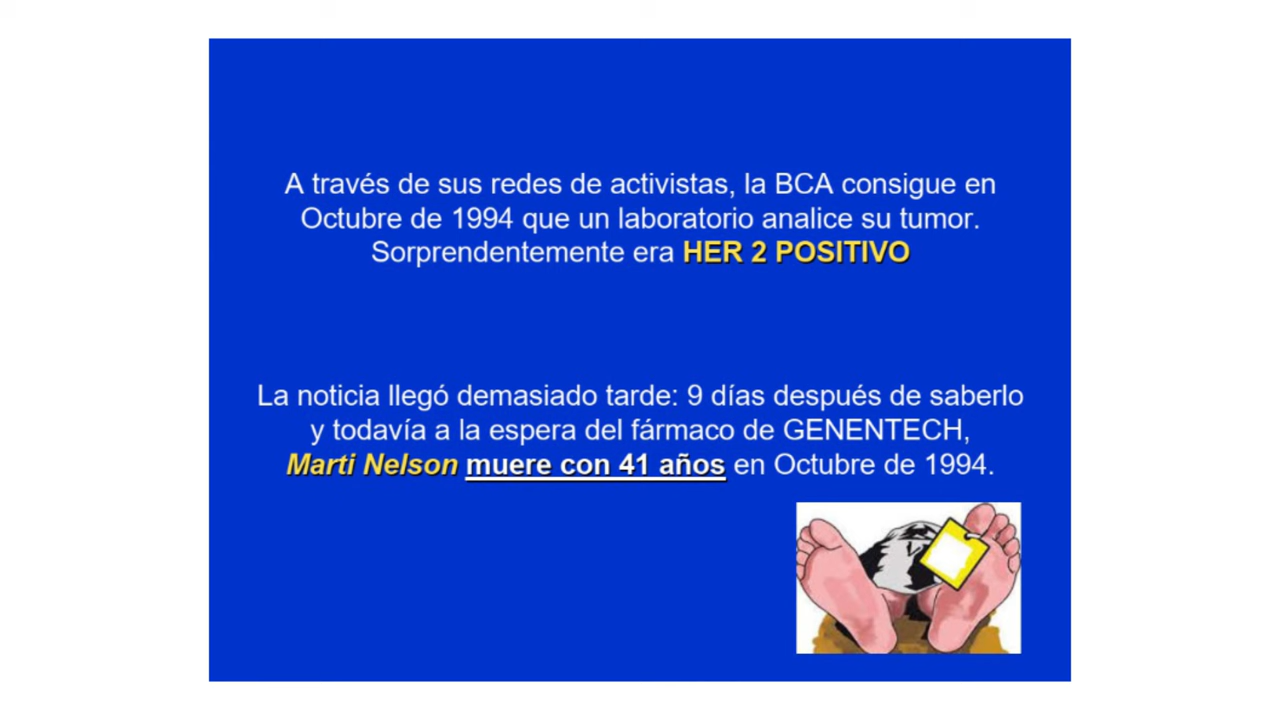 A través de sus redes de activistas, la BCA consigue en
Octubre de 1994 que un laboratorio analice su tumor.
Sorprendentemente era HER 2 POSITIVO
La noticia llegó demasiado tarde: 9 días después de saberlo
y todavía a la espera del fármaco de GENENTECH,
Marti Nelson muere con 41 años en Octubre de 1994.